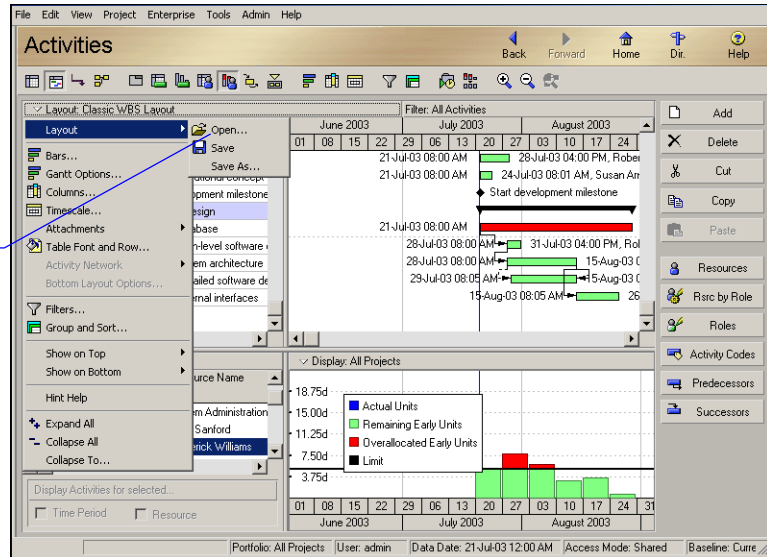 File Edit View Project Enterprise Tools Admin Help
Activities
Back Forward Home Dir. Help
Layout: Classic WBS Layout
Filter: All Activities
Layout
Open...
Save
Save As...
Bars...
Gantt Options...
Columns...
Timescale...
Attachments
Table Font and Row...
Activity Network
Bottom Layout Options...
Filters...
Group and Sort...
Show on Top
Show on Bottom
Hint Help
Expand All
Collapse All
Collapse To...
opment milestone
esign
abase
h-level software
em architecture
ailed software de
rnal interfaces
June 2003 July 2003 August 2003
01 08 15 22 29 06 13 20 27 03 10 17 24
21-Jul-03 08:00 AM 28-Jul-03 04:00 PM, Rober
21-Jul-03 08:00 AM 24-Jul-03 08:01 AM, Susan Arr
Start development milestone
21-Jul-03 08:00 AM
28-Jul-03 08:00 AM 31-Jul-03 04:00 PM, Rol
28-Jul-03 08:00 AM 15-Aug-03 0
29-Jul-03 08:05 AM 15-Aug-03 0
15-Aug-03 08:05 AM 26
Add
Delete
Cut
Copy
Paste
Resources
Rsrc by Role
Roles
Activity Codes
Predecessors
Successors
urce Name
em Administration
Sanford
erick Williams
Display Activities for selected...
Time Period Resource
Display: All Projects
18.75d
15.00d
11.25d
7.50d
3.75d
Actual Units
Remaining Early Units
Overallocated Early Units
Limit
01 08 15 22 29 06 13 20 27 03 10 17 24 31
June 2003 July 2003 August 2003
Portfolio: All Projects User: admin Data Date: 21-Jul-03 12:00 AM Access Mode: Shared Baseline: Curre